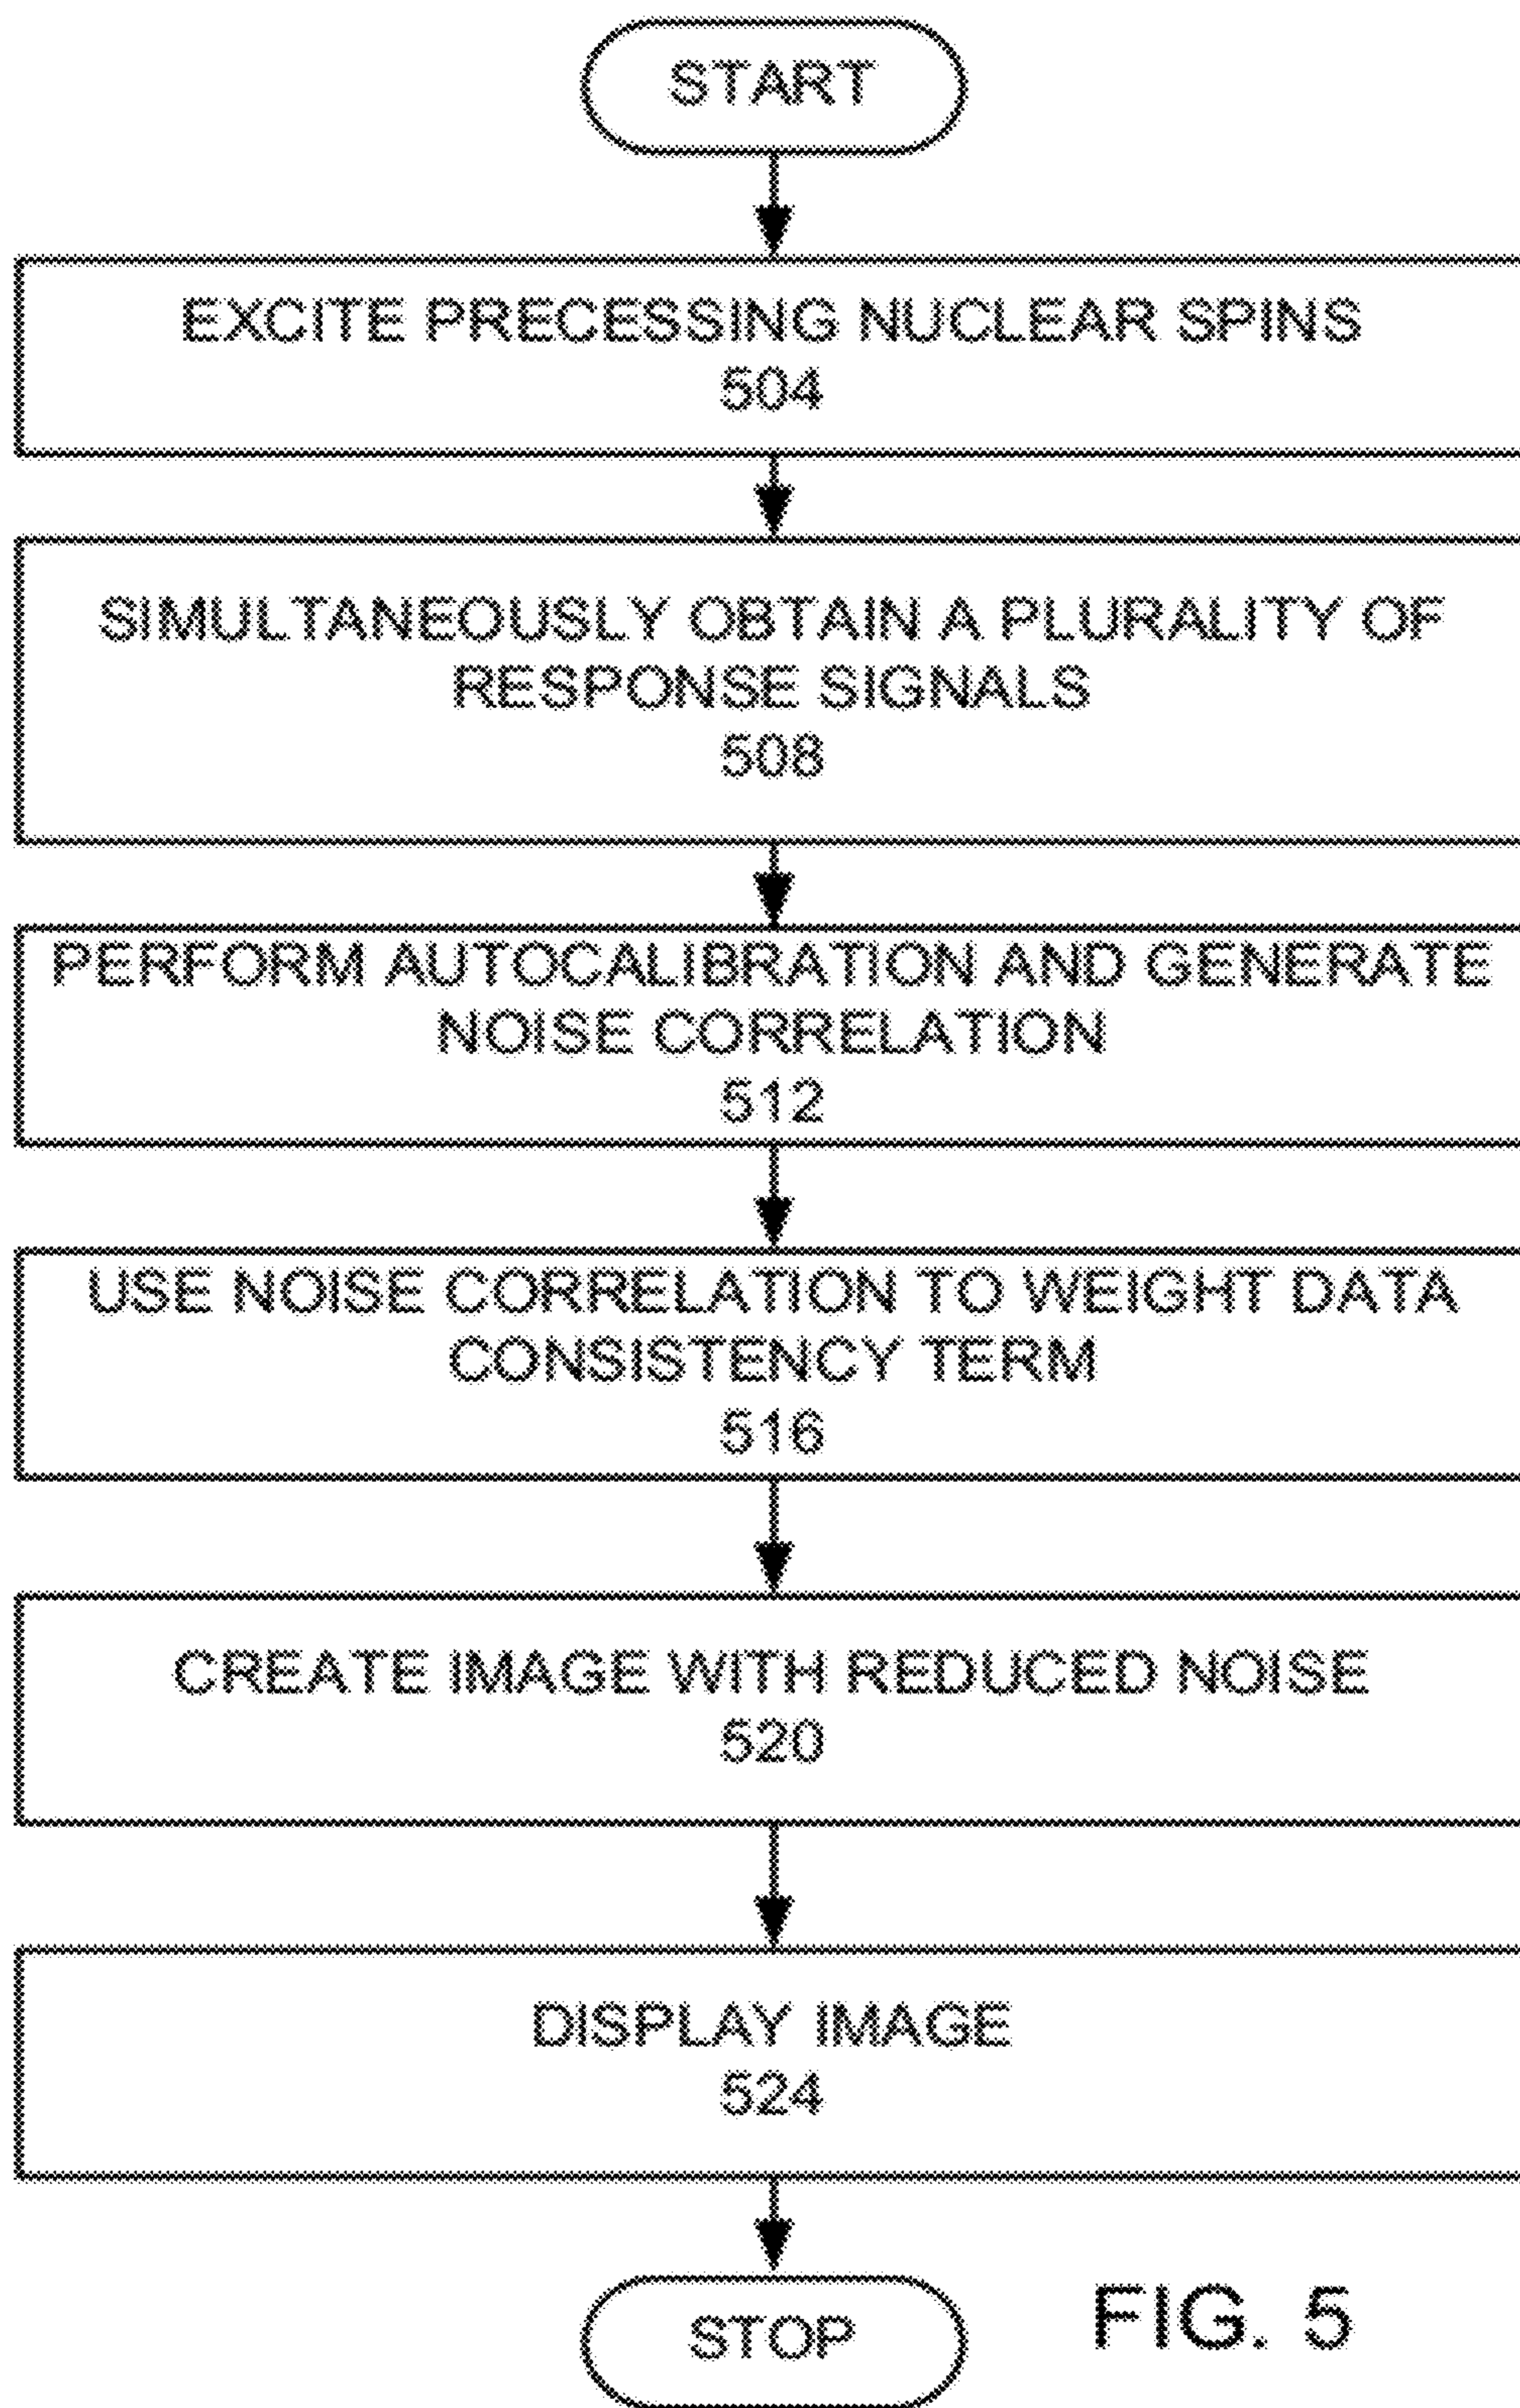 START
EXCITE PRECESSING NUCLEAR SPINS
504
SIMULTANEOUSLY OBTAIN A PLURALITY OF
RESPONSE SIGNALS
508
PERFORM AUTOCALIBRATION AND GENERATE
NOISE CORRELATION
512
USE NOISE CORRELATION TO WEIGHT DATA
CONSISTENCY TERM
516
CREATE IMAGE WITH REDUCED NOISE
520
DISPLAY IMAGE
524
STOP
FIG. 5